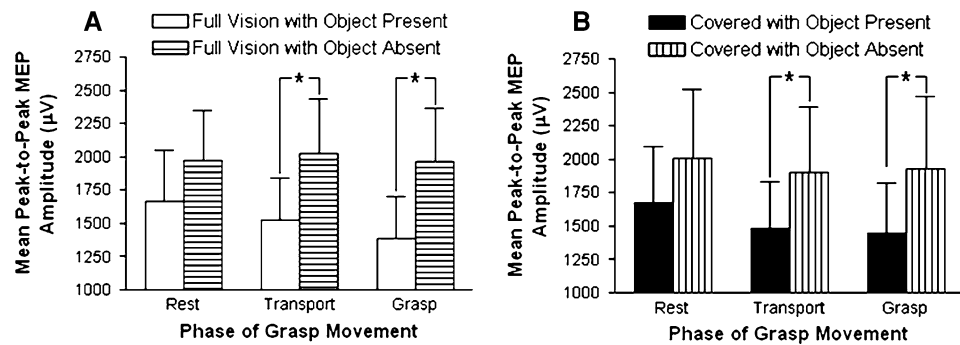 A
Full Vision with Object Present
Full Vision with Object Absent
Mean Peak-to-Peak MEP
Amplitude (µV)
2750
2500
2250
2000
1750
1500
1250
1000
*
*
Rest
Transport
Grasp
Phase of Grasp Movement
B
Covered with Object Present
Covered with Object Absent
Mean Peak-to-Peak MEP
Amplitude (µV)
2750
2500
2250
2000
1750
1500
1250
1000
*
*
Rest
Transport
Grasp
Phase of Grasp Movement